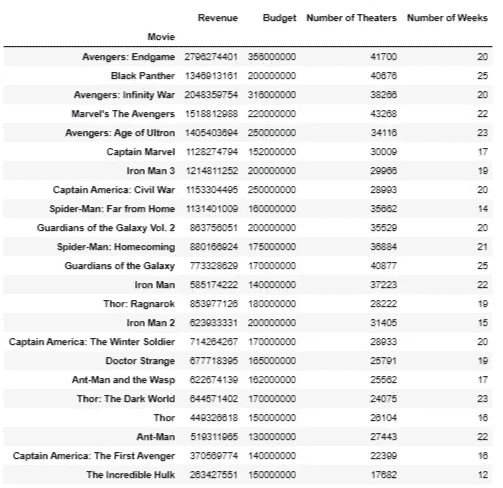 Revenue Budget Number of Theaters Number of Weeks
Movie
Avengers: Endgame 2796274401 356000000 41700 20
Black Panther 1346913161 200000000 40676 25
Avengers: Infinity War 2048359754 316000000 38266 20
Marvel's The Avengers 1518812988 220000000 43268 22
Avengers: Age of Ultron 1405403694 250000000 34116 23
Captain Marvel 1128274794 152000000 30009 17
Iron Man 3 1214811252 200000000 29966 19
Captain America: Civil War 1153304495 250000000 28993 20
Spider-Man: Far from Home 1131401009 160000000 35662 14
Guardians of the Galaxy Vol. 2 863756051 200000000 35529 20
Spider-Man: Homecoming 880166924 175000000 36884 21
Guardians of the Galaxy 773328629 170000000 40877 25
Iron Man 585174222 140000000 37223 22
Thor: Ragnarok 853977126 180000000 28222 19
Iron Man 2 623933331 200000000 31405 15
Captain America: The Winter Soldier 714264267 170000000 28933 20
Doctor Strange 677718395 165000000 25791 19
Ant-Man and the Wasp 622674139 162000000 25562 17
Thor: The Dark World 644571402 170000000 24075 23
Thor 449326618 150000000 26104 16
Ant-Man 519311965 130000000 27443 22
Captain America: The First Avenger 370569774 140000000 22399 16
The Incredible Hulk 263427551 150000000 17682 12